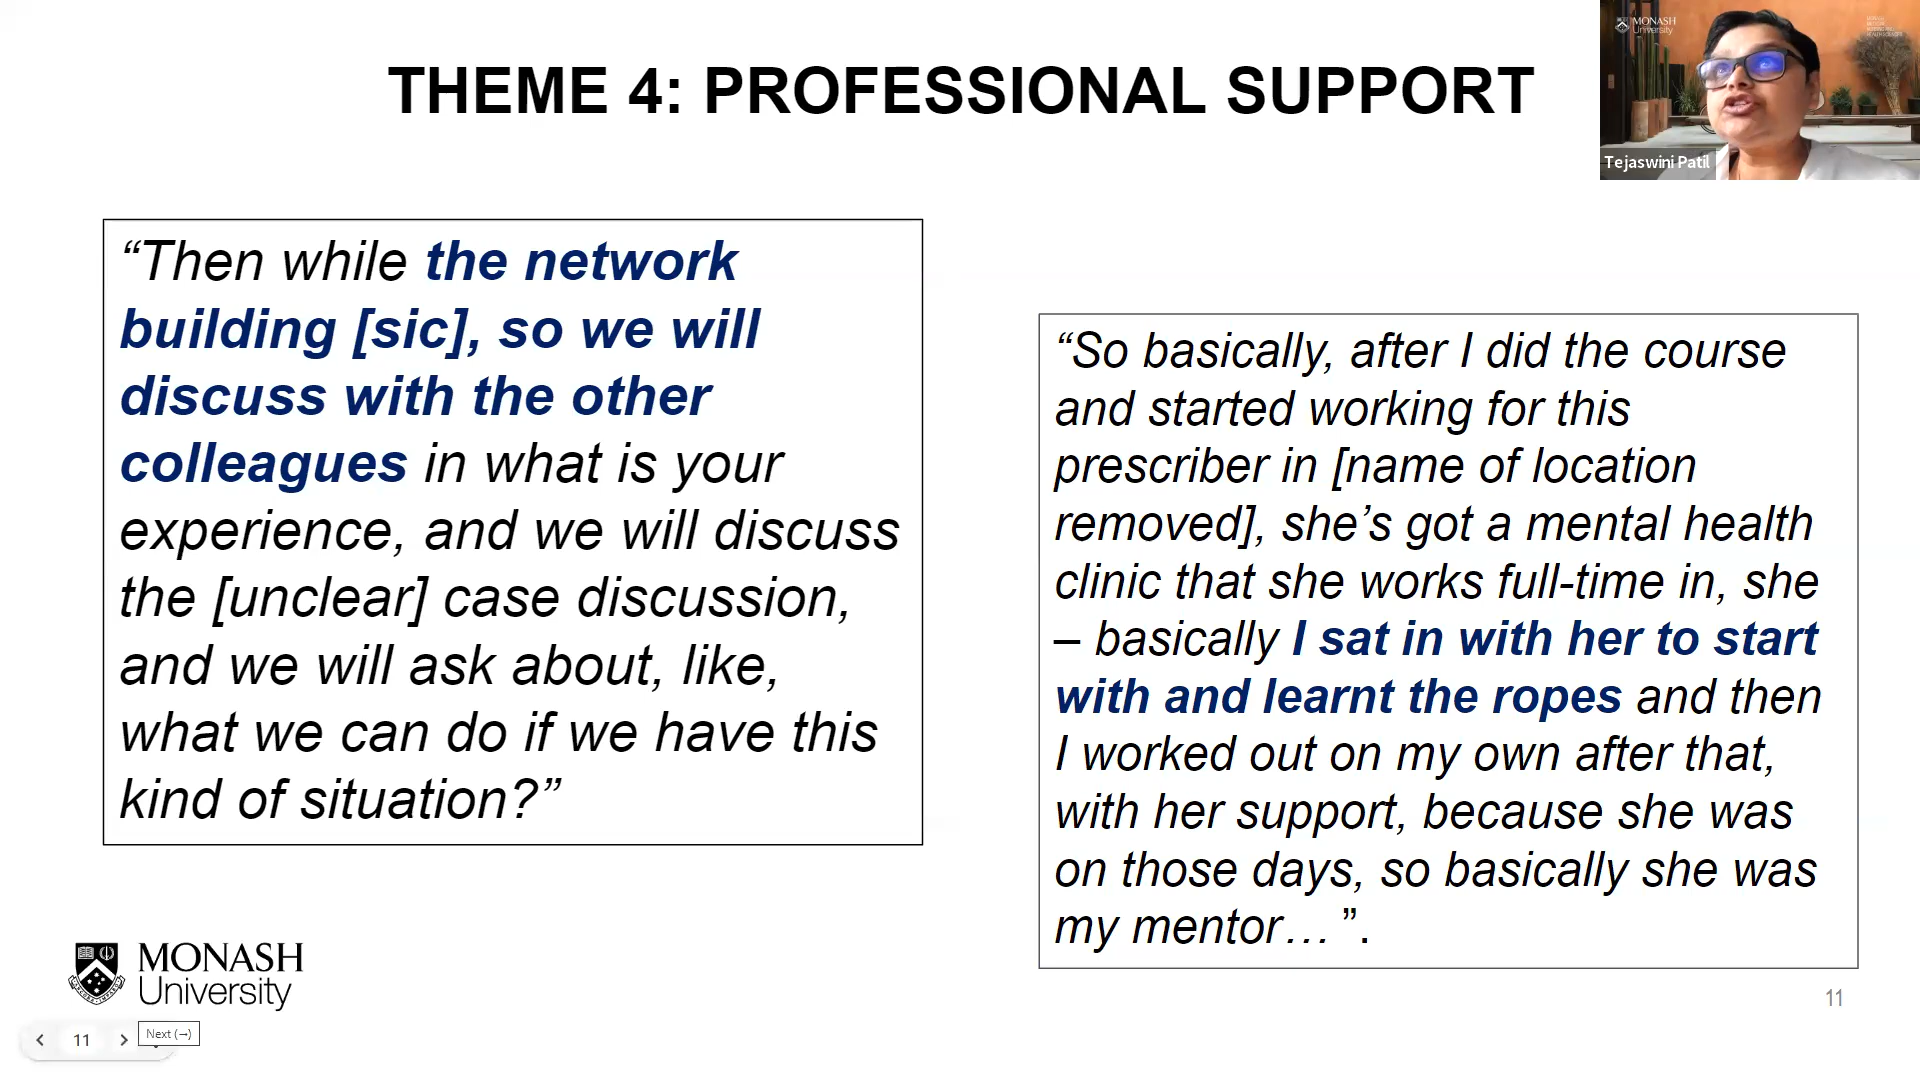 THEME 4: PROFESSIONAL SUPPORT
MONASH
University
Tejaswini Patil
“Then while the network
building [sic], so we will
discuss with the other
colleagues in what is your
experience, and we will discuss
the [unclear] case discussion,
and we will ask about, like,
what we can do if we have this
kind of situation?”
“So basically, after I did the course
and started working for this
prescriber in [name of location
removed], she’s got a mental health
clinic that she works full-time in, she
– basically I sat in with her to start
with and learnt the ropes and then
I worked out on my own after that,
with her support, because she was
on those days, so basically she was
my mentor… ”.
MONASH
University
11
11
Next (→)